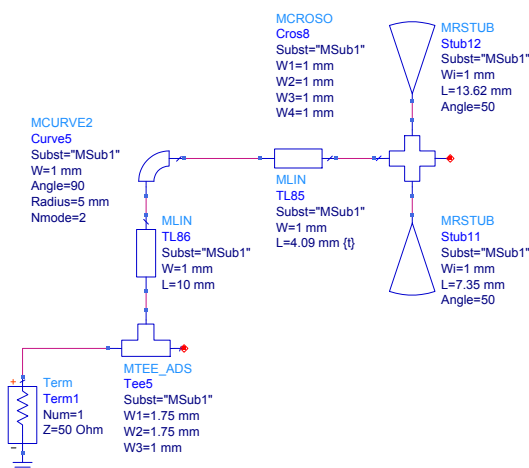 MCROSO
Cros8
Subst="MSub1"
W1=1 mm
W2=1 mm
W3=1 mm
W4=1 mm
MRSTUB
Stub12
Subst="MSub1"
Wi=1 mm
L=13.62 mm
Angle=50
MCURVE2
Curve5
Subst="MSub1"
W=1 mm
Angle=90
Radius=5 mm
Nmode=2
MLIN
TL85
Subst="MSub1"
W=1 mm
L=4.09 mm {t}
MLIN
TL86
Subst="MSub1"
W=1 mm
L=10 mm
MRSTUB
Stub11
Subst="MSub1"
Wi=1 mm
L=7.35 mm
Angle=50
MTEE_ADS
Tee5
Subst="MSub1"
W1=1.75 mm
W2=1.75 mm
W3=1 mm
+
-
Term
Term1
Num=1
Z=50 Ohm